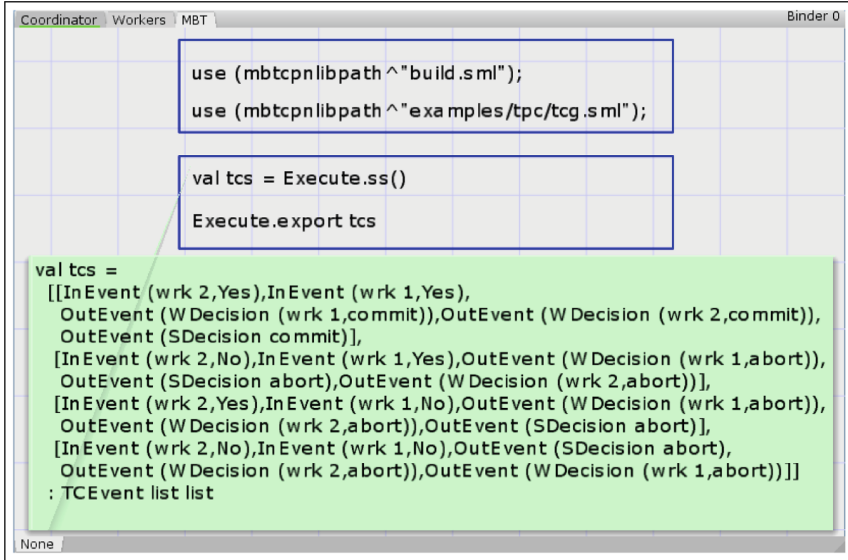 Coordinator Workers MBT Binder 0
use (mbtcpnlibpath^"build.sml");
use (mbtcpnlibpath^"examples/tpc/tcg.sml");
val tcs = Execute.ss()
Execute.export tcs
val tcs =
[[InEvent (wrk 2,Yes),InEvent (wrk 1,Yes),
OutEvent (WDecision (wrk 1,commit)),OutEvent (WDecision (wrk 2,commit)),
OutEvent (SDecision commit)],
[InEvent (wrk 2,No),InEvent (wrk 1,Yes),OutEvent (WDecision (wrk 1,abort)),
OutEvent (SDecision abort),OutEvent (WDecision (wrk 2,abort))],
[InEvent (wrk 2,Yes),InEvent (wrk 1,No),OutEvent (WDecision (wrk 1,abort)),
OutEvent (WDecision (wrk 2,abort)),OutEvent (SDecision abort)],
[InEvent (wrk 2,No),InEvent (wrk 1,No),OutEvent (SDecision abort),
OutEvent (WDecision (wrk 2,abort)),OutEvent (WDecision (wrk 1,abort))]]
: TCEvent list list
None